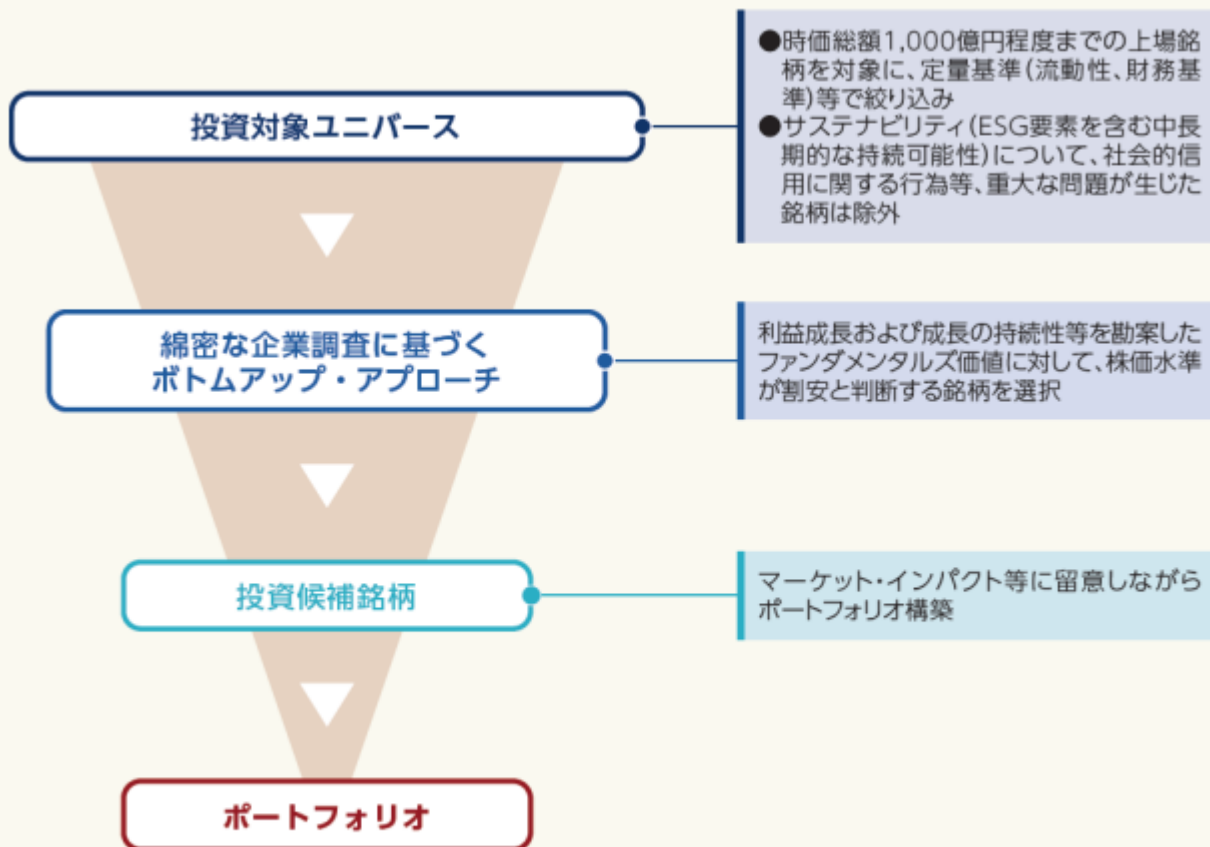 投資対象ユニバース
●時価総額1,000億円程度までの上場銘
柄を対象に、定量基準(流動性、財務基
準)等で絞り込み
●サステナビリティ(ESG要素を含む中長
期的な持続可能性)について、社会的信
用に関する行為等、重大な問題が生じた
銘柄は除外
綿密な企業調査に基づく
ボトムアップ・アプローチ
利益成長および成長の持続性等を勘案した
ファンダメンタルズ価値に対して、株価水準
が割安と判断する銘柄を選択
投資候補銘柄
マーケット・インパクト等に留意しながら
ポートフォリオ構築
ポートフォリオ